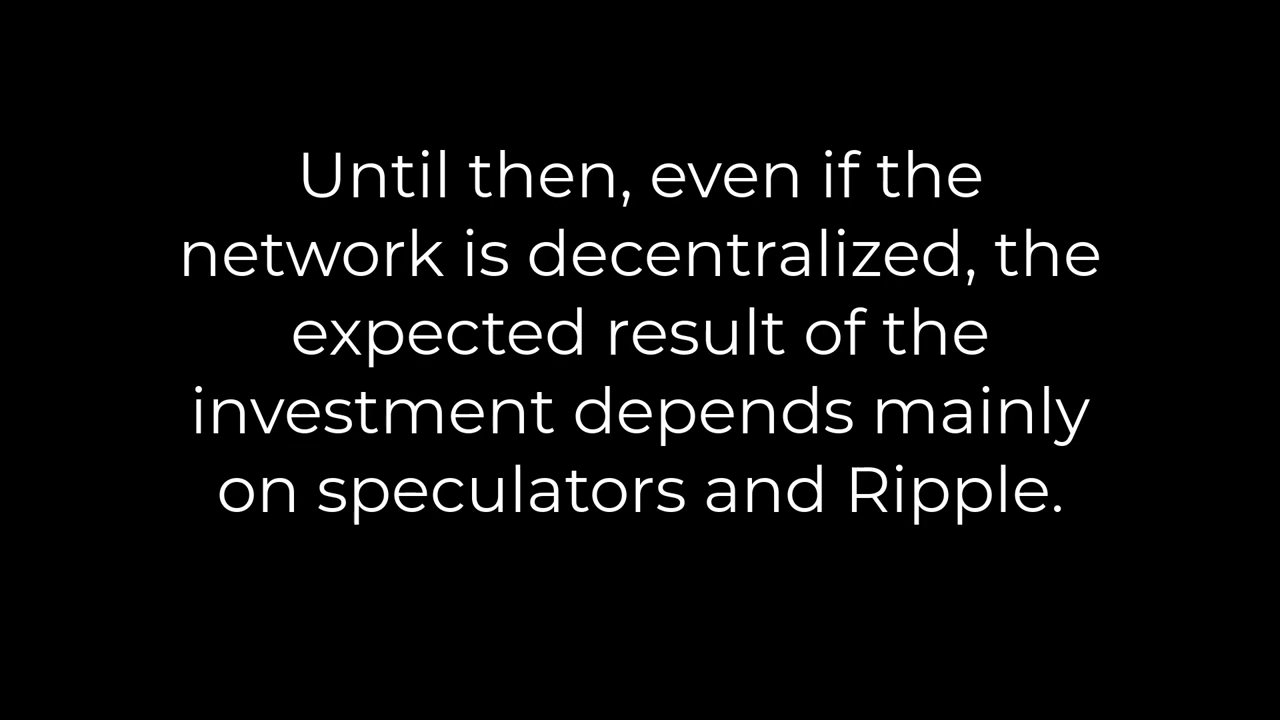 Until then, even if the
network is decentralized, the
expected result of the
investment depends mainly
on speculators and Ripple.